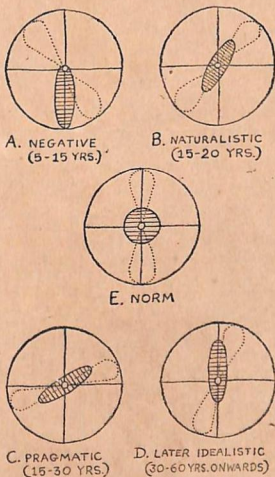 A. NEGATIVE
(5-15 YRS.)
B. NATURALISTIC
(15-20 YRS.)
E. NORM
C. PRAGMATIC
(15-30 YRS.)
D. LATER IDEALISTIC
(30-60 YRS. ONWARDS)